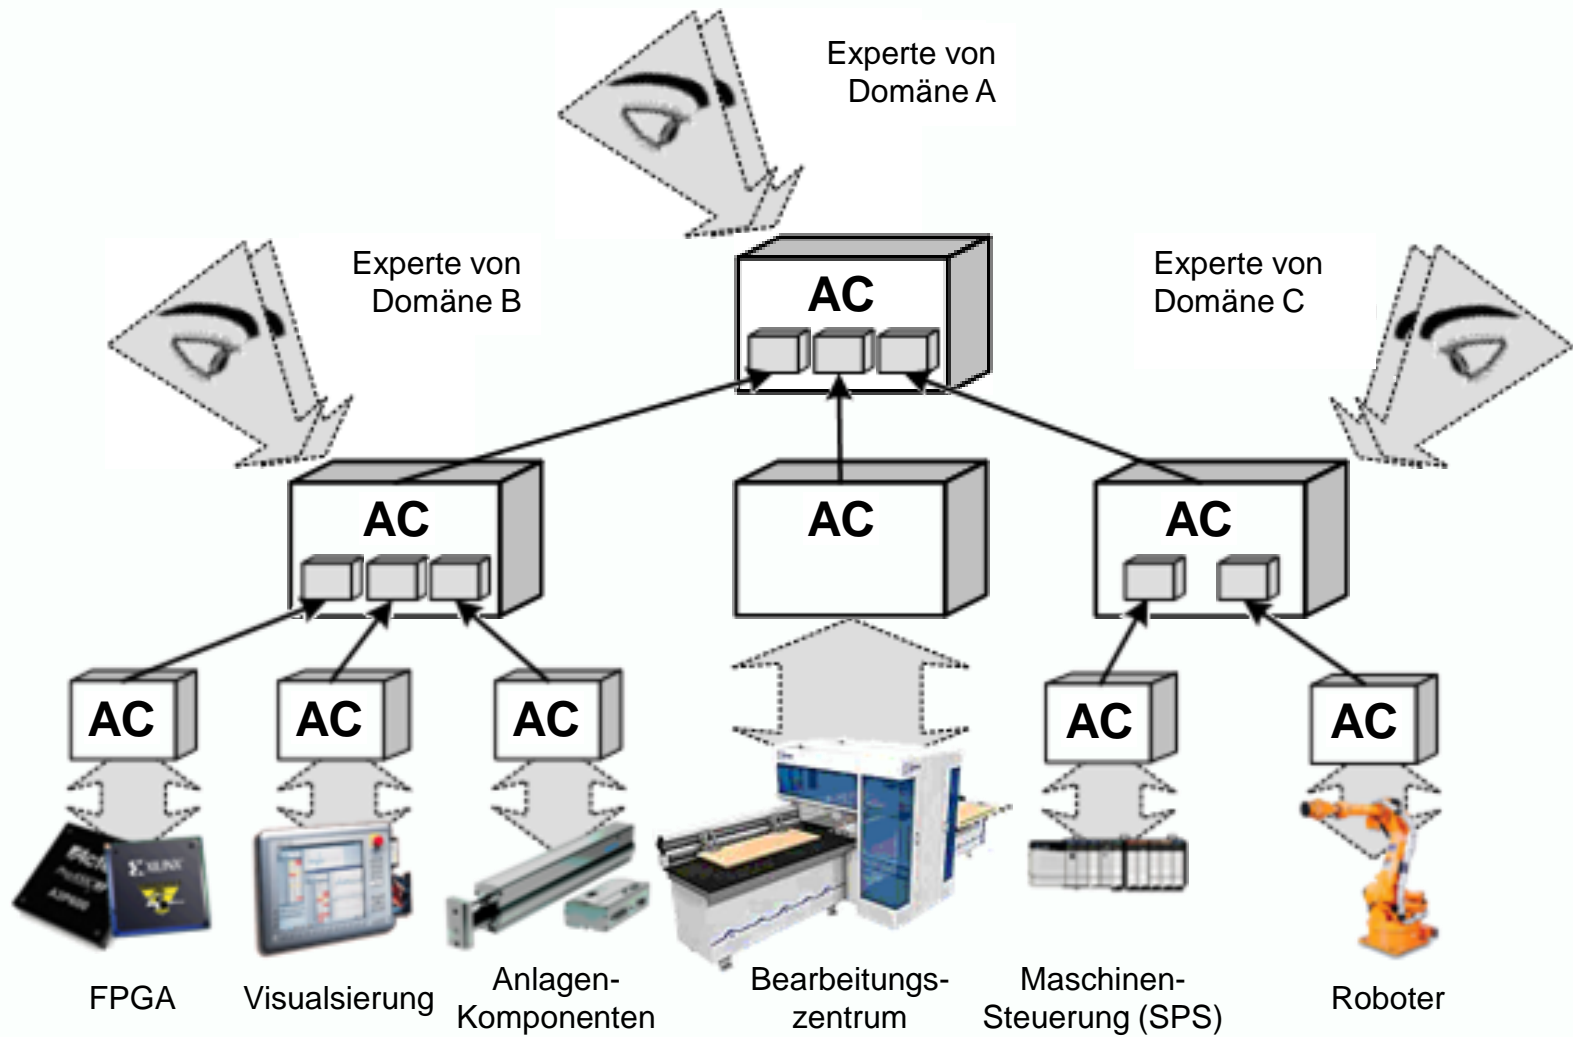 Experte von
Domäne A
Experte von
Domäne B
Experte von
Domäne C
AC
AC
AC
AC
AC
AC
AC
AC
AC
XILINX
FPGA
Visualsierung
Anlagen-
Komponenten
Bearbeitungs-
zentrum
Maschinen-
Steuerung (SPS)
Roboter